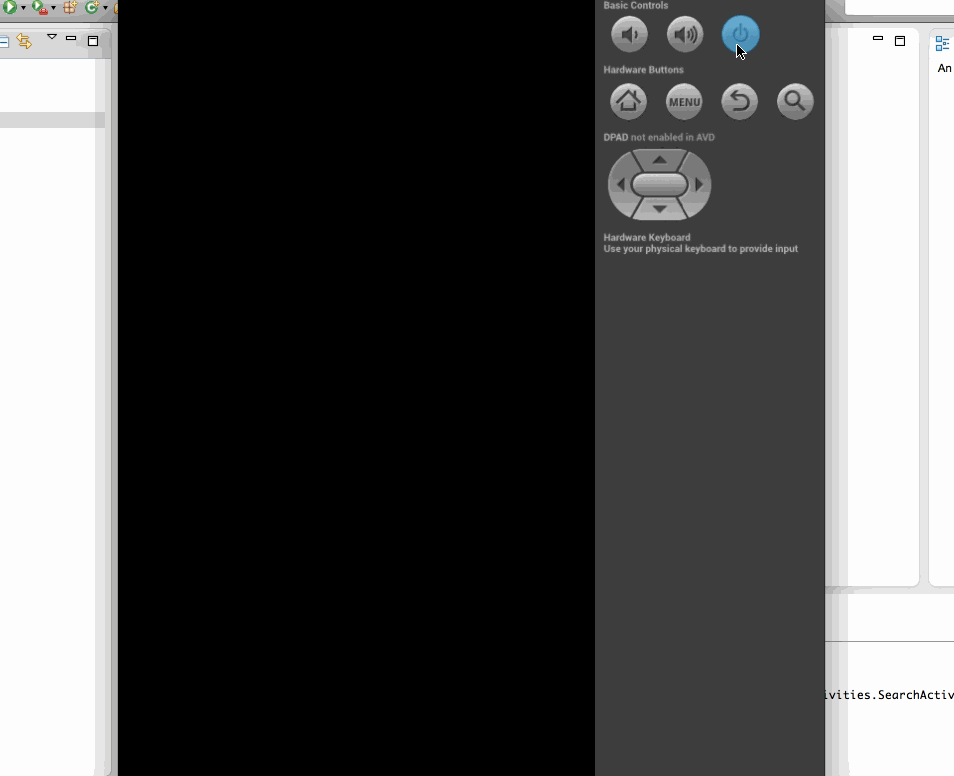 Basic Controls
Hardware Buttons
MENU
An
DPAD not enabled in AVD
Hardware Keyboard
Use your physical keyboard to provide input
ivities.SearchActiv